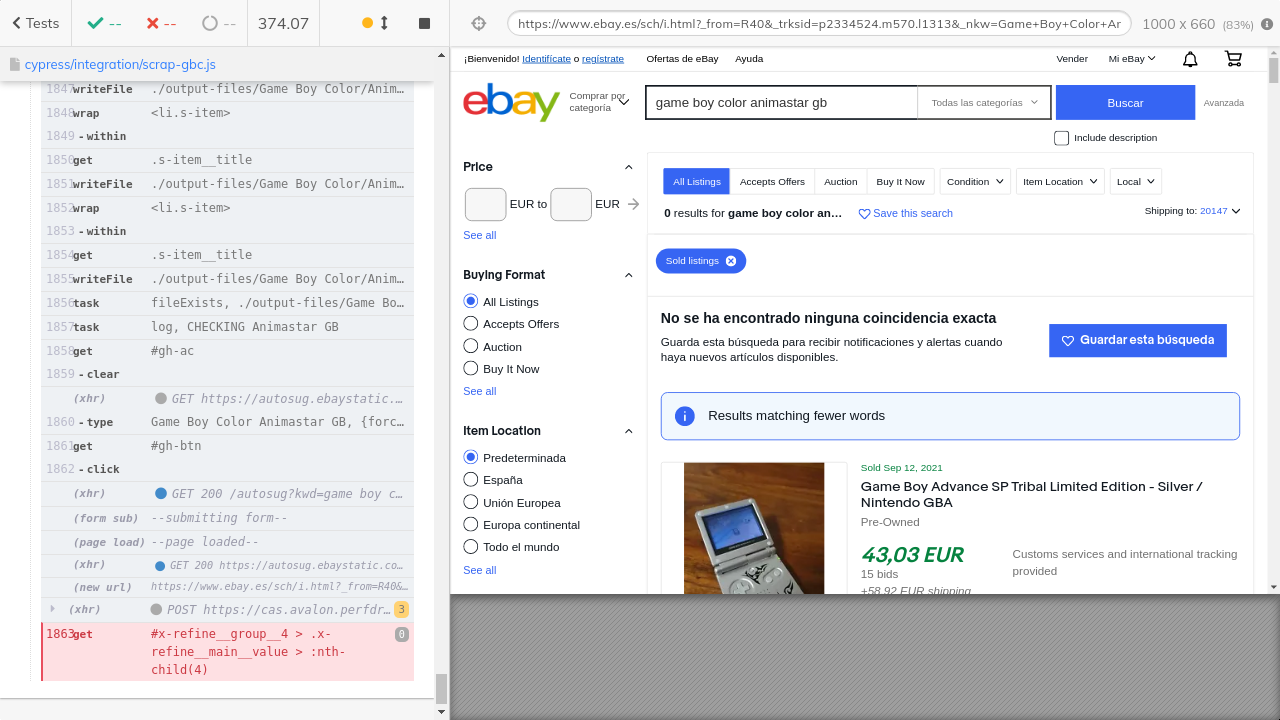 Tests
--
--
--
374.07
https://www.ebay.es/sch/i.html?_from=R40&_trksid=p2334524.m570.l1313&_nkw=Game+Boy+Color+Ar
1000 x 660 (83%)
cypress/integration/scrap-gbc.js
1847 writeFile ./output-files/Game Boy Color/Anim…
1848 wrap <li.s-item>
1849 -within
1850 get .s-item__title
1851 writeFile ./output-files/Game Boy Color/Anim…
1852 wrap <li.s-item>
1853 -within
1854 get .s-item__title
1855 writeFile ./output-files/Game Boy Color/Anim…
1856 task fileExists, ./output-files/Game Bo…
1857 task log, CHECKING Animastar GB
1858 get #gh-ac
1859 -clear
(xhr) GET https://autosug.ebaystatic.…
1860 -type Game Boy Color Animastar GB, {forc…
1861 get #gh-btn
1862 -click
(xhr) GET 200 /autosug?kwd=game boy c…
(form sub) --submitting form--
(page load) --page loaded--
(xhr) GET 200 https://autosug.ebaystatic.co…
(new url) https://www.ebay.es/sch/i.html?_from=R40&…
(xhr) POST https://cas.avalon.perfdr… 3
1863 get #x-refine__group__4 > .x- 0
refine__main__value > :nth-
child(4)
¡Bienvenido! Identifícate o regístrate
Ofertas de eBay
Ayuda
Vender
Mi eBay
ebay
Comprar por
categoría
game boy color animastar gb
Todas las categorías
Buscar
Avanzada
Include description
Price
EUR to
EUR
See all
Buying Format
All Listings
Accepts Offers
Auction
Buy It Now
See all
Item Location
Predeterminada
España
Unión Europea
Europa continental
Todo el mundo
See all
All Listings
Accepts Offers
Auction
Buy It Now
Condition
Item Location
Local
0 results for game boy color an…
Save this search
Shipping to: 20147
Sold listings
No se ha encontrado ninguna coincidencia exacta
Guarda esta búsqueda para recibir notificaciones y alertas cuando
haya nuevos artículos disponibles.
Guardar esta búsqueda
Results matching fewer words
Sold Sep 12, 2021
Game Boy Advance SP Tribal Limited Edition - Silver /
Nintendo GBA
Pre-Owned
43,03 EUR
15 bids
+58,92 EUR shipping
Customs services and international tracking
provided